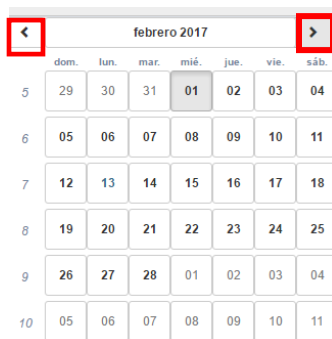 < febrero 2017 >
dom. lun. mar. mié. jue. vie. sáb.
5 29 30 31 01 02 03 04
6 05 06 07 08 09 10 11
7 12 13 14 15 16 17 18
8 19 20 21 22 23 24 25
9 26 27 28 01 02 03 04
10 05 06 07 08 09 10 11